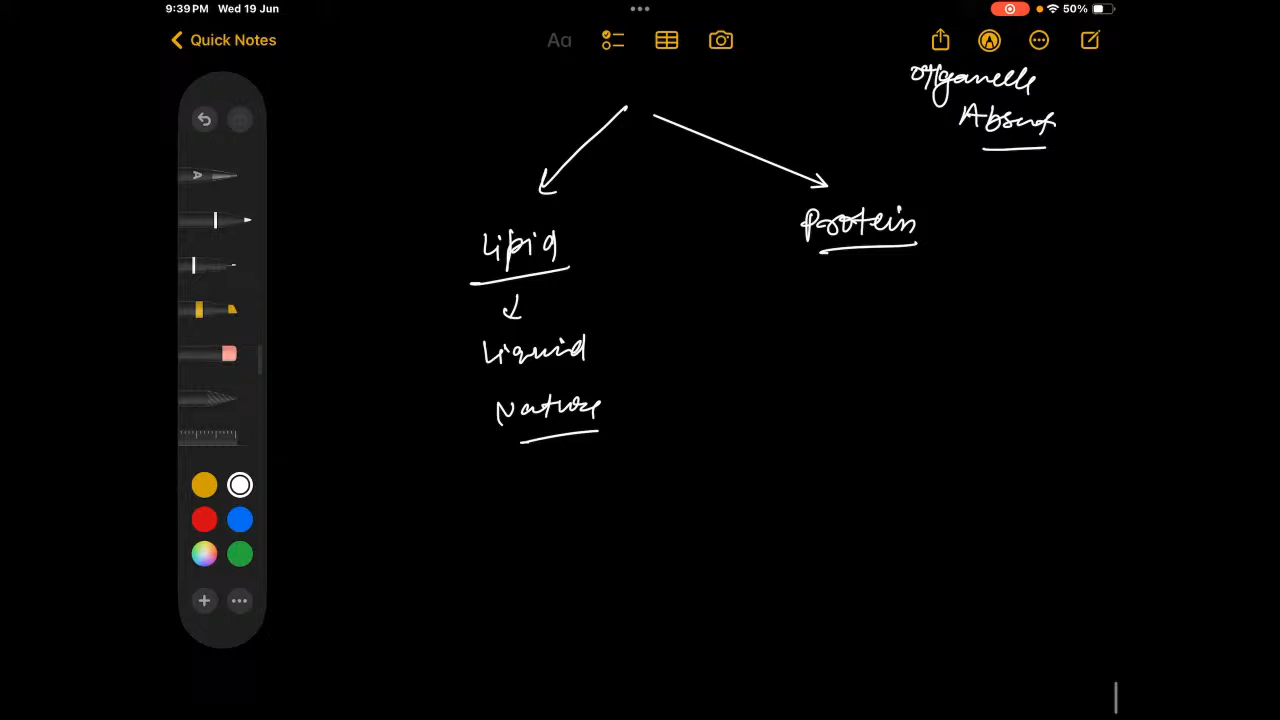 9:39 PM Wed 19 Jun
50%
Quick Notes
Aa
Organelle
Absent
Protein
Lipid
Liquid
Nature
A